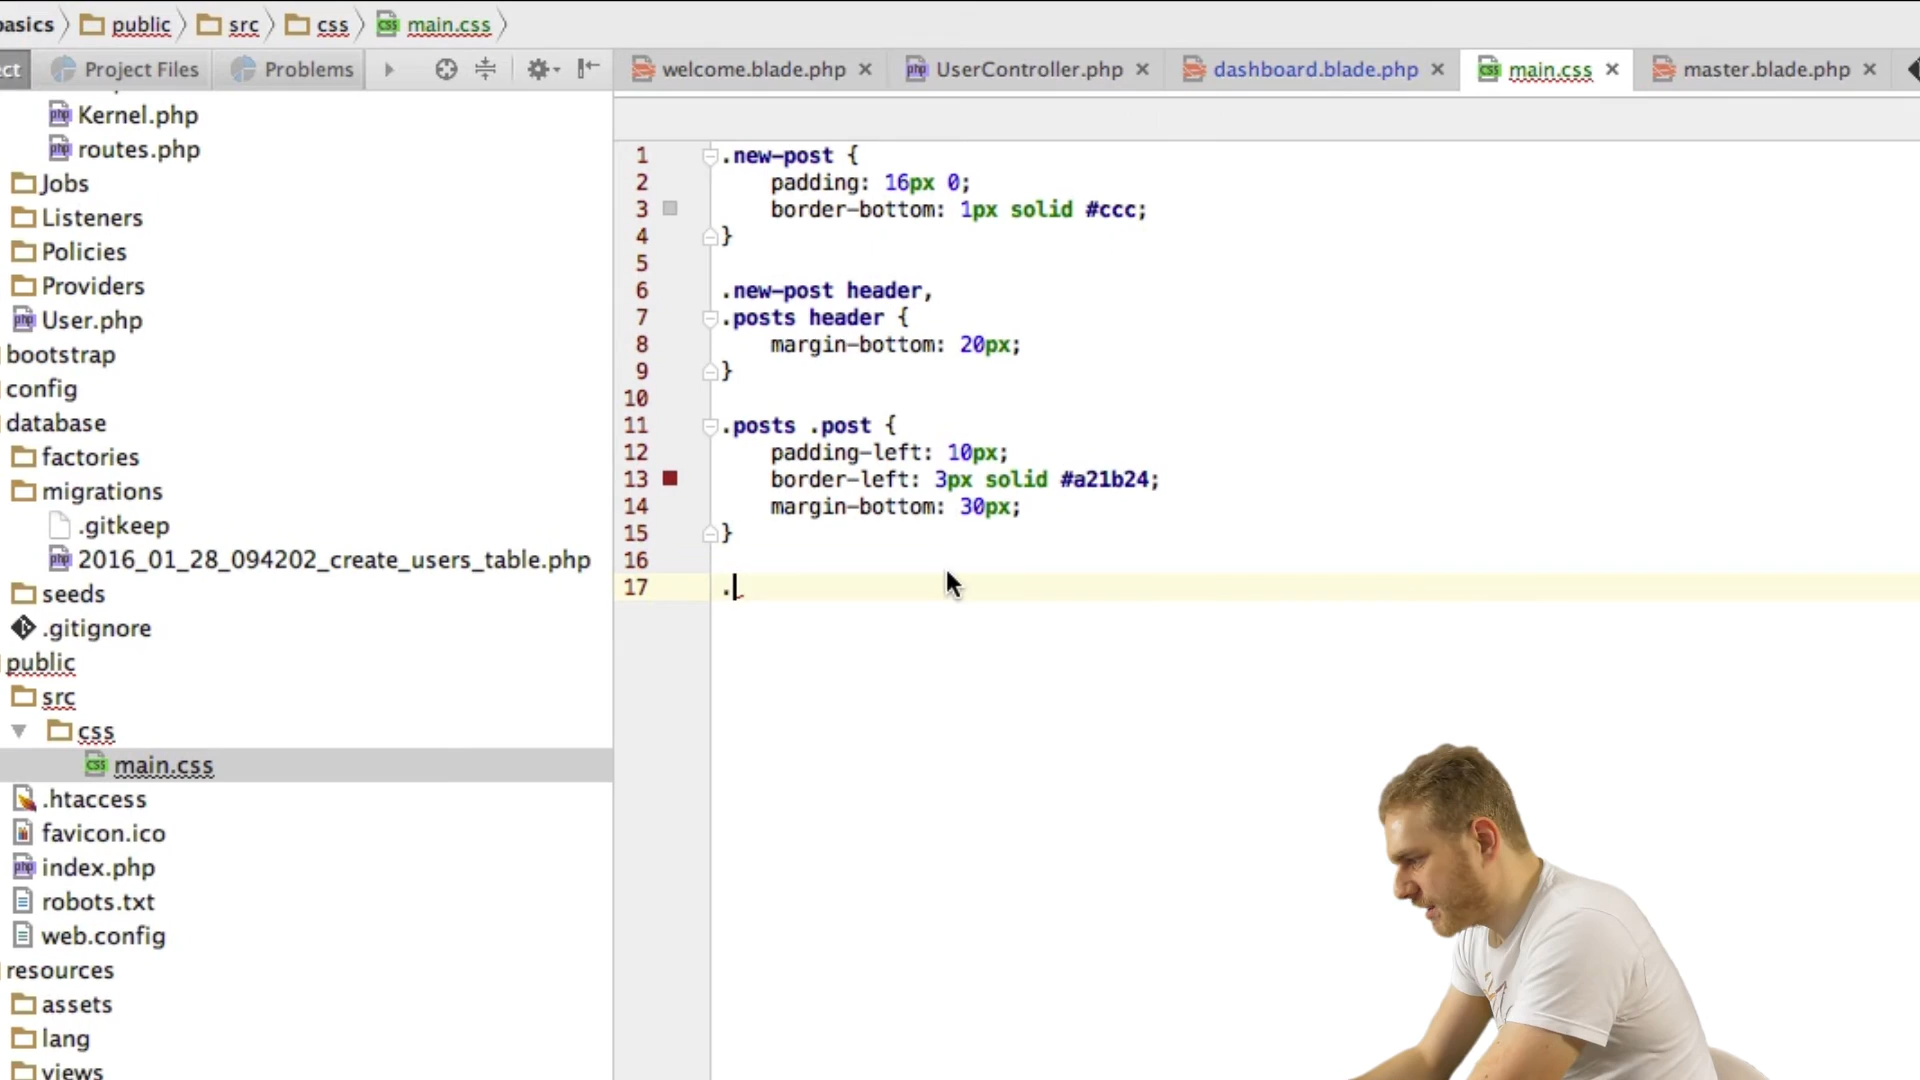 basics public src css main.css
ct Project Files Problems
welcome.blade.php UserController.php dashboard.blade.php main.css master.blade.php
Kernel.php
routes.php
Jobs
Listeners
Policies
Providers
User.php
bootstrap
config
database
factories
migrations
.gitkeep
2016_01_28_094202_create_users_table.php
seeds
.gitignore
public
src
css
main.css
.htaccess
favicon.ico
index.php
robots.txt
web.config
resources
assets
lang
views
1 .new-post {
2 padding: 16px 0;
3 border-bottom: 1px solid #ccc;
4 }
5
6 .new-post header,
7 .posts header {
8 margin-bottom: 20px;
9 }
10
11 .posts .post {
12 padding-left: 10px;
13 border-left: 3px solid #a21b24;
14 margin-bottom: 30px;
15 }
16
17 .